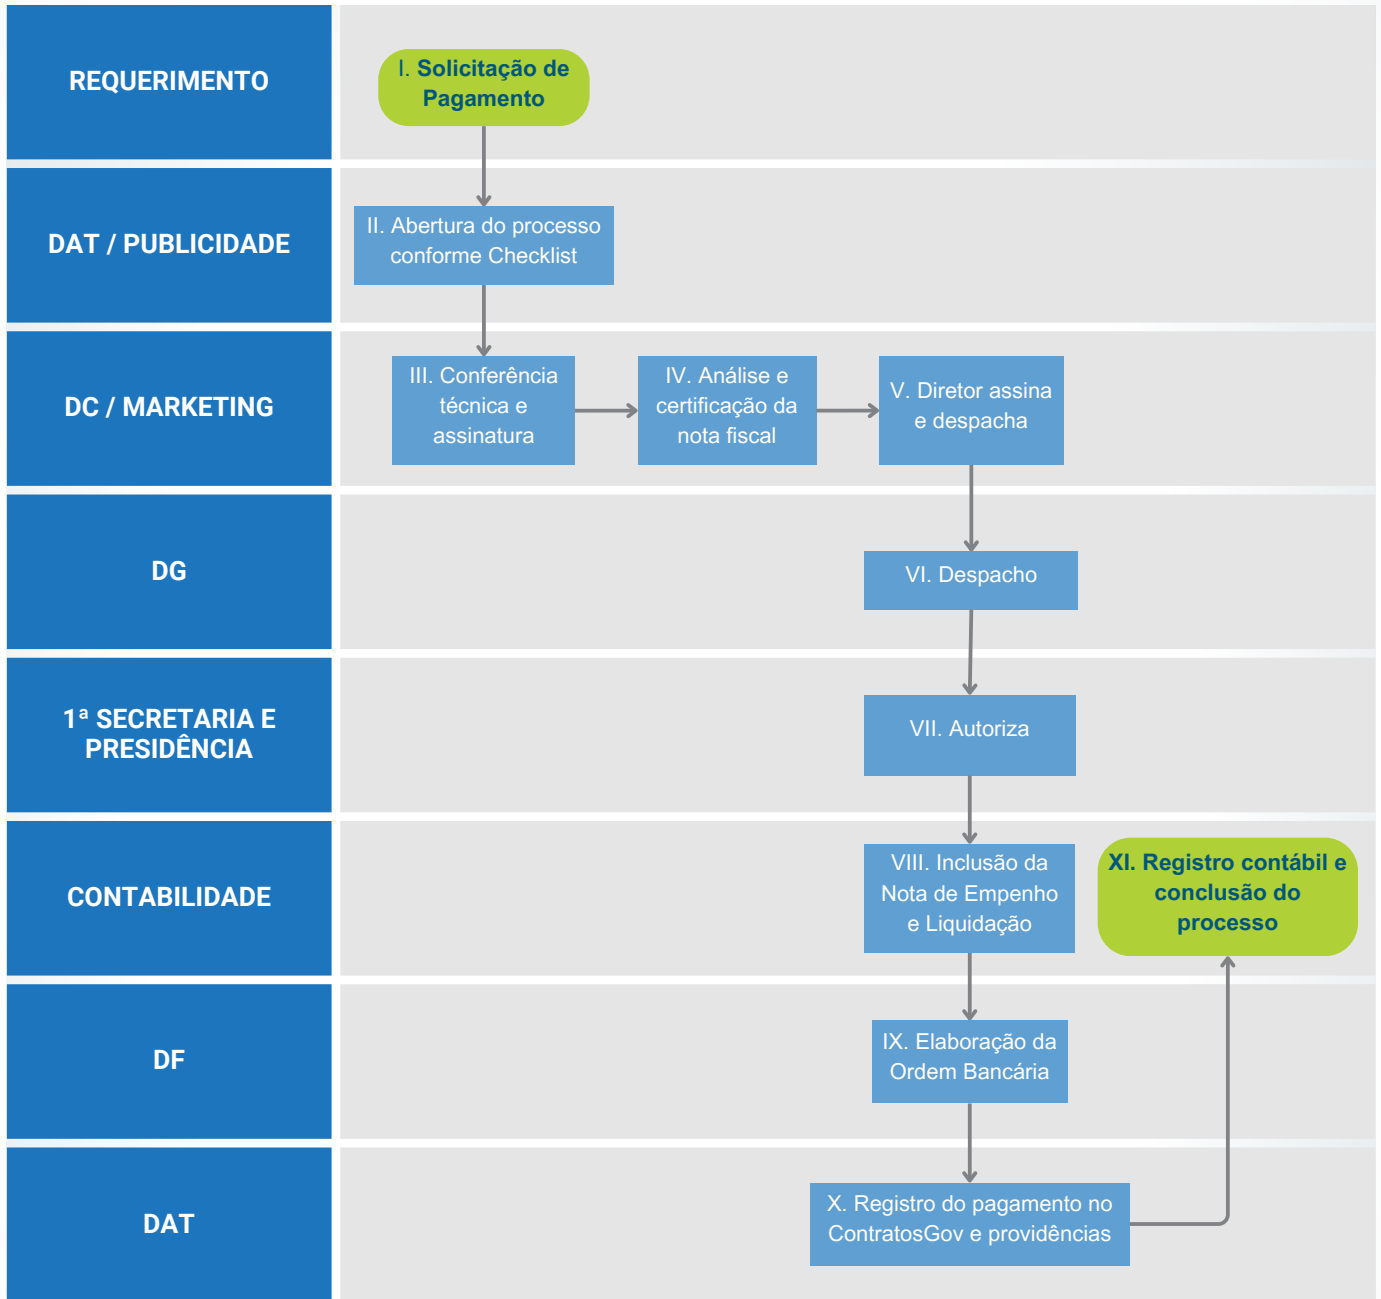 REQUERIMENTO
I. Solicitação de
Pagamento
DAT / PUBLICIDADE
II. Abertura do processo
conforme Checklist
DC / MARKETING
III. Conferência
técnica e
assinatura
IV. Análise e
certificação da
nota fiscal
V. Diretor assina
e despacha
DG
VI. Despacho
1ª SECRETARIA E
PRESIDÊNCIA
VII. Autoriza
CONTABILIDADE
VIII. Inclusão da
Nota de Empenho
e Liquidação
XI. Registro contábil e
conclusão do
processo
DF
IX. Elaboração da
Ordem Bancária
DAT
X. Registro do pagamento no
ContratosGov e providências